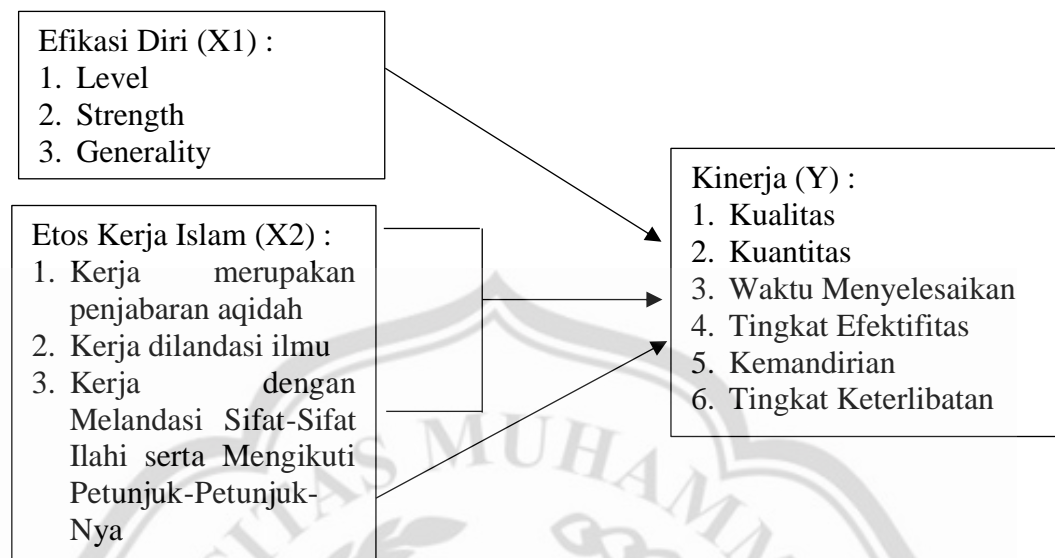 Efikasi Diri (X1) :
1. Level
2. Strength
3. Generality
Etos Kerja Islam (X2) :
1. Kerja merupakan
penjabaran aqidah
2. Kerja dilandasi ilmu
3. Kerja dengan
Melandasi Sifat-Sifat
Ilahi serta Mengikuti
Petunjuk-Petunjuk-
Nya
Kinerja (Y) :
1. Kualitas
2. Kuantitas
3. Waktu Menyelesaikan
4. Tingkat Efektifitas
5. Kemandirian
6. Tingkat Keterlibatan
TAS MUHAMM